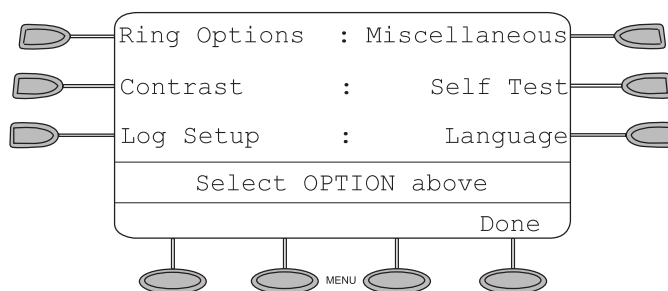 Ring Options : Miscellaneous
Contrast : Self Test
Log Setup : Language
Select OPTION above
Done
MENU